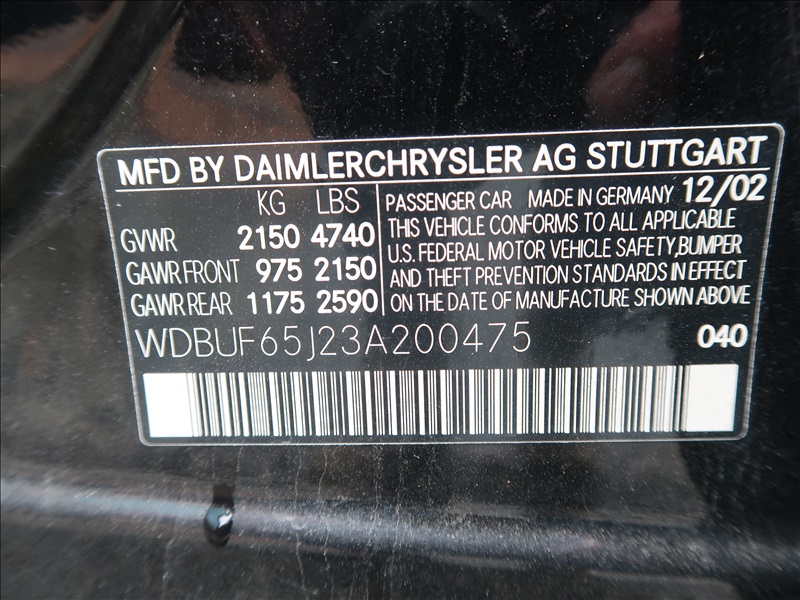 MFD BY DAIMLERCHRYSLER AG STUTTGART
KG LBS
GVWR 2150 4740
GAWR FRONT 975 2150
GAWR REAR 1175 2590
PASSENGER CAR MADE IN GERMANY 12/02
THIS VEHICLE CONFORMS TO ALL APPLICABLE
U.S. FEDERAL MOTOR VEHICLE SAFETY, BUMPER
AND THEFT PREVENTION STANDARDS IN EFFECT
ON THE DATE OF MANUFACTURE SHOWN ABOVE
WDBUF65J23A200475 040